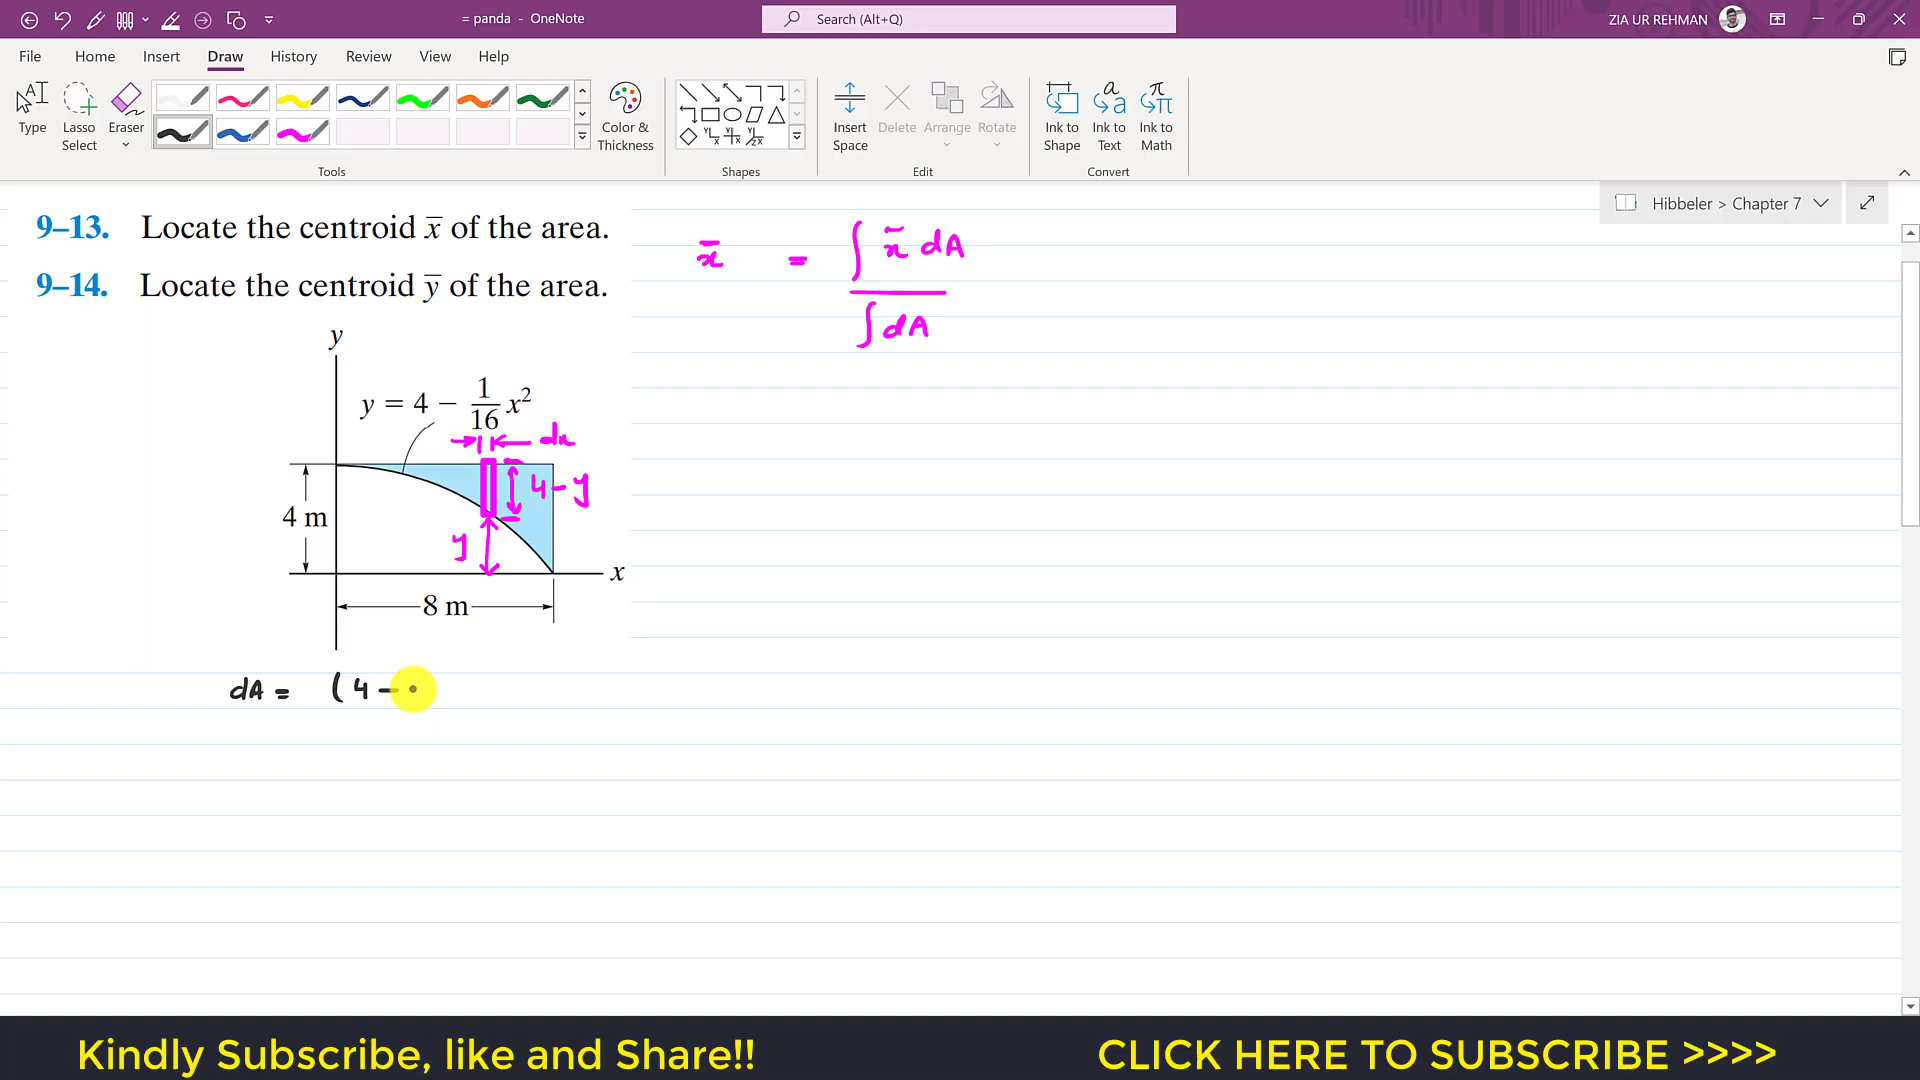 = panda - OneNote
Search (Alt+Q)
ZIA UR REHMAN
File Home Insert Draw History Review View Help
Type
Lasso Select
Eraser
Color & Thickness
Insert Space
Delete
Arrange
Rotate
Ink to Shape
Ink to Text
Ink to Math
Tools
Shapes
Edit
Convert
Hibbeler > Chapter 7
9–13. Locate the centroid x̄ of the area.
9–14. Locate the centroid ȳ of the area.
x̄ = ∫ x̃ dA / ∫ dA
y
y = 4 − 1/16 x²
dx
4 − y
4 m
y
x
8 m
dA = ( 4 −
Kindly Subscribe, like and Share!!
CLICK HERE TO SUBSCRIBE >>>>